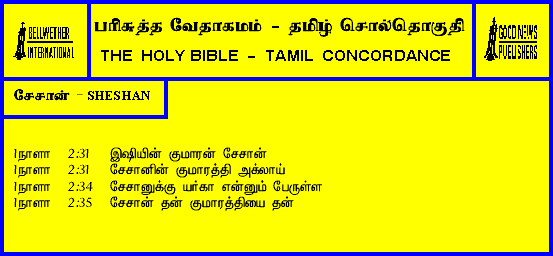 BELLWETHER
INTERNATIONAL
பரிசுத்த வேதாகமம் - தமிழ் சொல்தொகுதி
THE HOLY BIBLE - TAMIL CONCORDANCE
GOOD NEWS
PUBLISHERS
சேசான் - SHESHAN
1நாளா 2:31 இஷியின் குமாரன் சேசான்
1நாளா 2:31 சேசானின் குமாரத்தி அக்லாய்
1நாளா 2:34 சேசானுக்கு யர்கா என்னும் பேருள்ள
1நாளா 2:35 சேசான் தன் குமாரத்தியை தன்